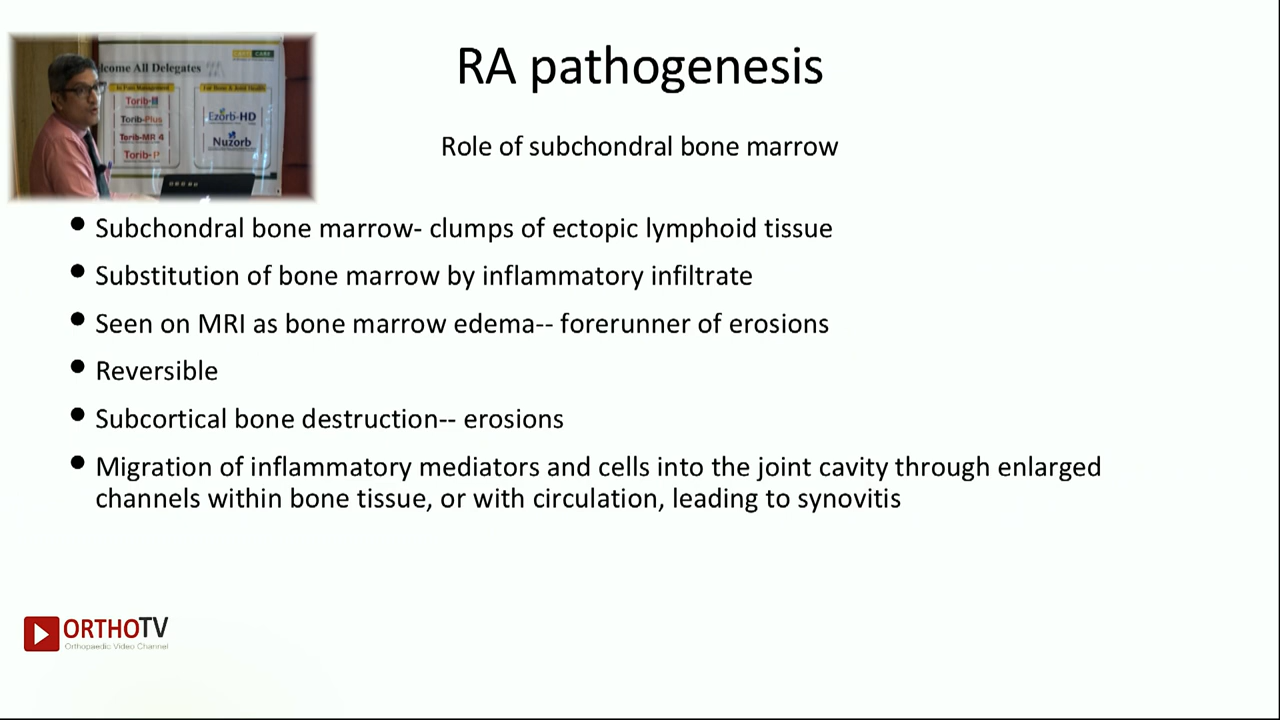 RA pathogenesis
Role of subchondral bone marrow
lcome All Delegates
Torib-
Torib-Plus
Torib-MR 4
Torib-P
Ezorb-HD
Nuzorb
• Subchondral bone marrow- clumps of ectopic lymphoid tissue
• Substitution of bone marrow by inflammatory infiltrate
• Seen on MRI as bone marrow edema-- forerunner of erosions
• Reversible
• Subcortical bone destruction-- erosions
• Migration of inflammatory mediators and cells into the joint cavity through enlarged
channels within bone tissue, or with circulation, leading to synovitis
ORTHOTV
Orthopaedic Video Channel